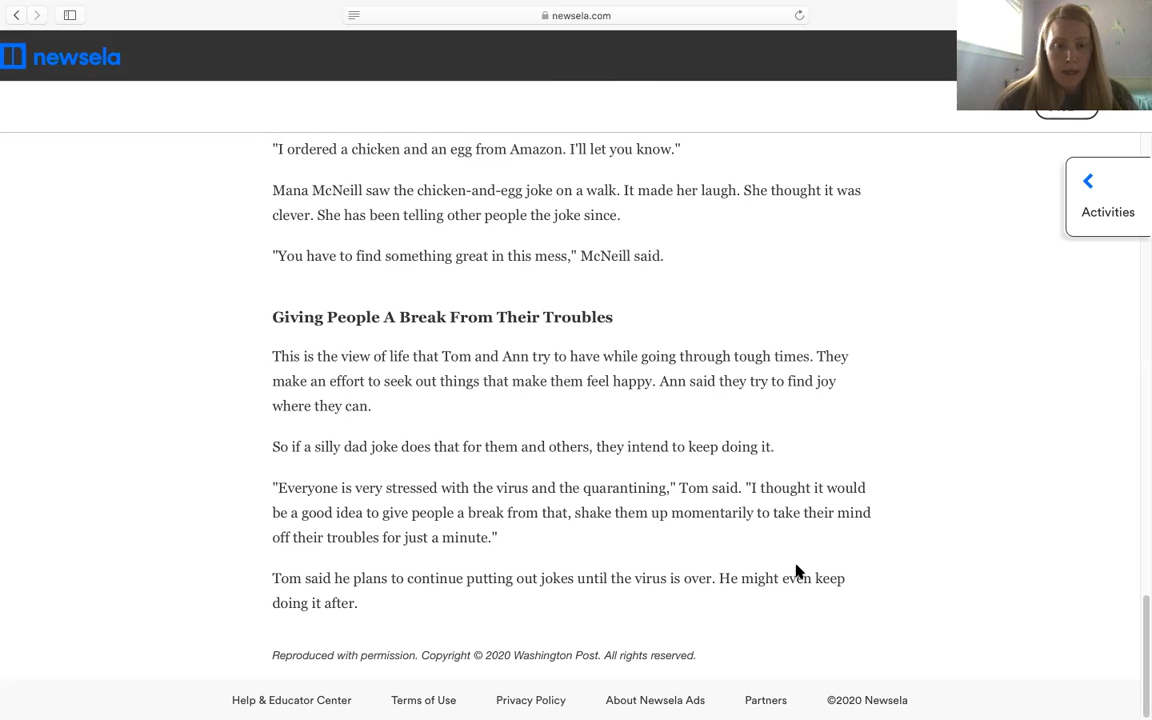 newsela.com
newsela
"I ordered a chicken and an egg from Amazon. I'll let you know."
Mana McNeill saw the chicken-and-egg joke on a walk. It made her laugh. She thought it was
clever. She has been telling other people the joke since.
Activities
"You have to find something great in this mess," McNeill said.
Giving People A Break From Their Troubles
This is the view of life that Tom and Ann try to have while going through tough times. They
make an effort to seek out things that make them feel happy. Ann said they try to find joy
where they can.
So if a silly dad joke does that for them and others, they intend to keep doing it.
"Everyone is very stressed with the virus and the quarantining," Tom said. "I thought it would
be a good idea to give people a break from that, shake them up momentarily to take their mind
off their troubles for just a minute."
Tom said he plans to continue putting out jokes until the virus is over. He might even keep
doing it after.
Reproduced with permission. Copyright © 2020 Washington Post. All rights reserved.
Help & Educator Center Terms of Use Privacy Policy About Newsela Ads Partners ©2020 Newsela